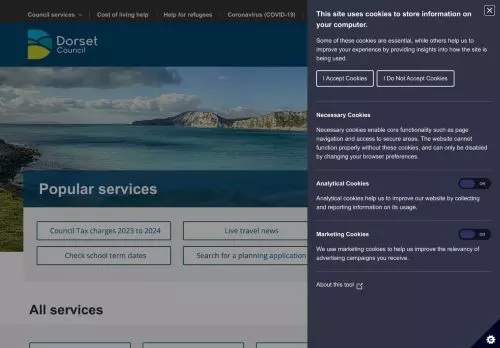 Council services
Cost of living help
Help for refugees
Coronavirus (COVID-19)
Dorset
Council
Popular services
Council Tax charges 2023 to 2024
Live travel news
Check school term dates
Search for a planning application
All services
This site uses cookies to store information on
your computer.
Some of these cookies are essential, while others help us to
improve your experience by providing insights into how the site is
being used.
I Accept Cookies
I Do Not Accept Cookies
Necessary Cookies
Necessary cookies enable core functionality such as page
navigation and access to secure areas. The website cannot
function properly without these cookies, and can only be disabled
by changing your browser preferences.
Analytical Cookies
Off
Analytical cookies help us to improve our website by collecting
and reporting information on its usage.
Marketing Cookies
Off
We use marketing cookies to help us improve the relevancy of
advertising campaigns you receive.
About this tool